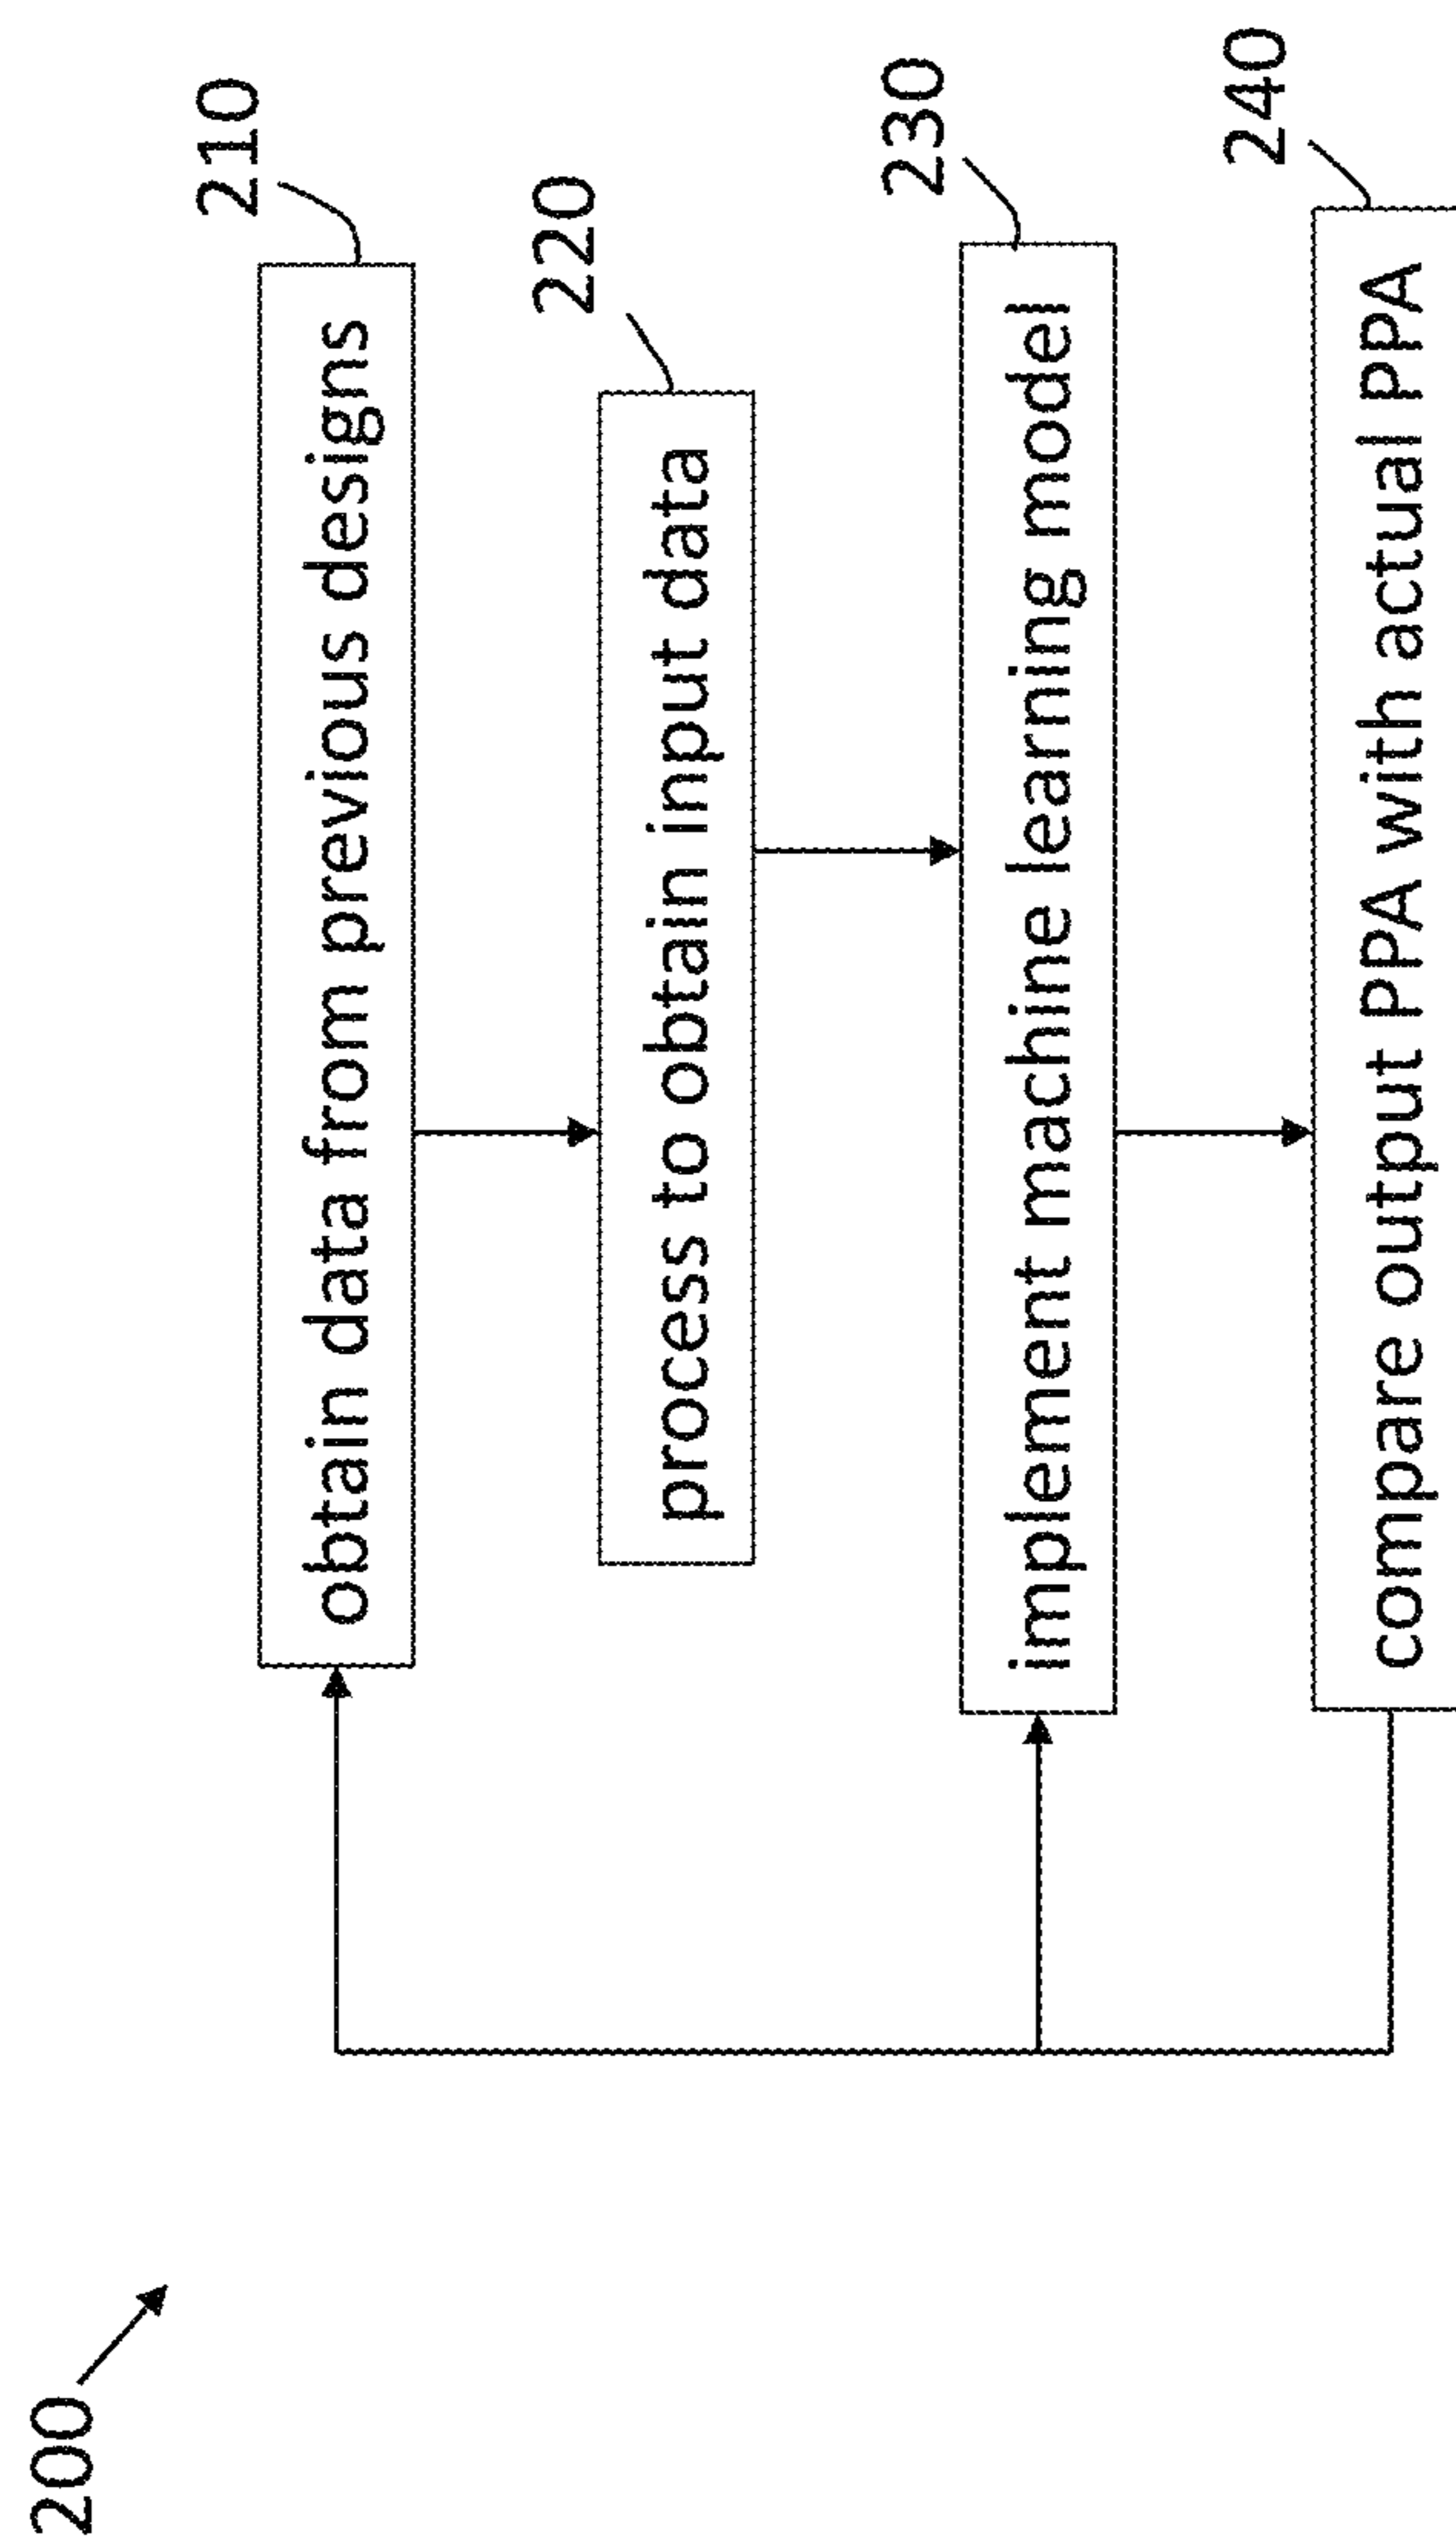 200
210
obtain data from previous designs
220
process to obtain input data
230
implement machine learning model
240
compare output PPA with actual PPA